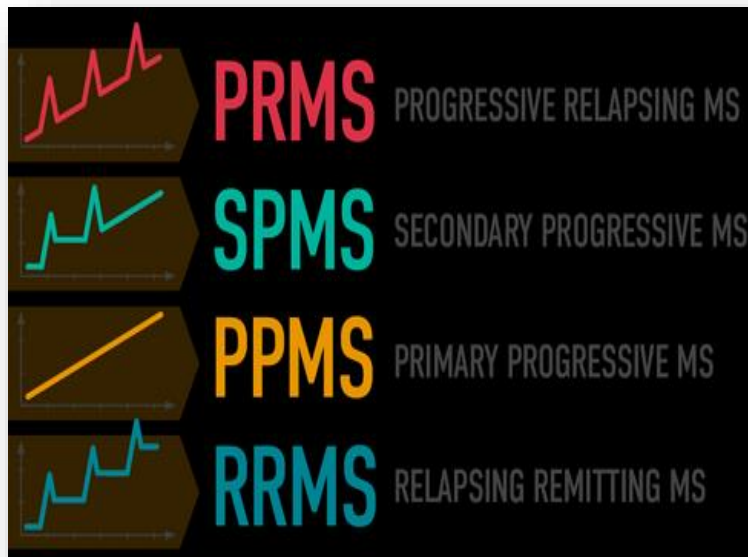 PRMS PROGRESSIVE RELAPSING MS
SPMS SECONDARY PROGRESSIVE MS
PPMS PRIMARY PROGRESSIVE MS
RRMS RELAPSING REMITTING MS